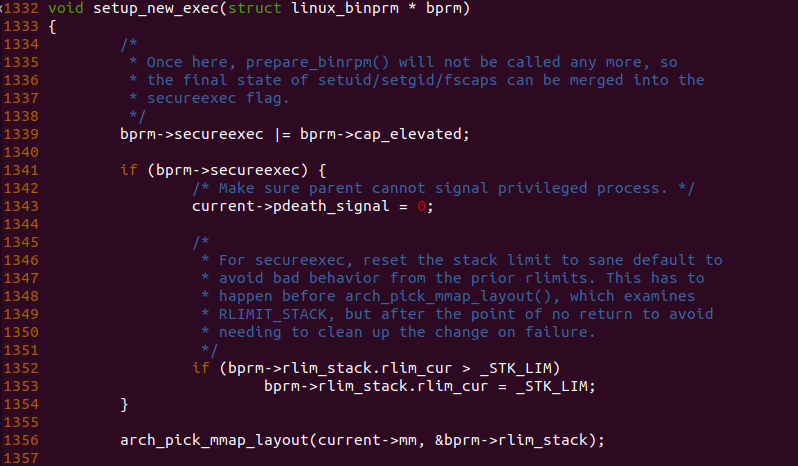 1332 void setup_new_exec(struct linux_binprm * bprm)
1333 {
1334         /*
1335          * Once here, prepare_binrpm() will not be called any more, so
1336          * the final state of setuid/setgid/fscaps can be merged into the
1337          * secureexec flag.
1338          */
1339         bprm->secureexec |= bprm->cap_elevated;
1340
1341         if (bprm->secureexec) {
1342                 /* Make sure parent cannot signal privileged process. */
1343                 current->pdeath_signal = 0;
1344
1345                 /*
1346                  * For secureexec, reset the stack limit to sane default to
1347                  * avoid bad behavior from the prior rlimits. This has to
1348                  * happen before arch_pick_mmap_layout(), which examines
1349                  * RLIMIT_STACK, but after the point of no return to avoid
1350                  * needing to clean up the change on failure.
1351                  */
1352                 if (bprm->rlim_stack.rlim_cur > _STK_LIM)
1353                         bprm->rlim_stack.rlim_cur = _STK_LIM;
1354         }
1355
1356         arch_pick_mmap_layout(current->mm, &bprm->rlim_stack);
1357